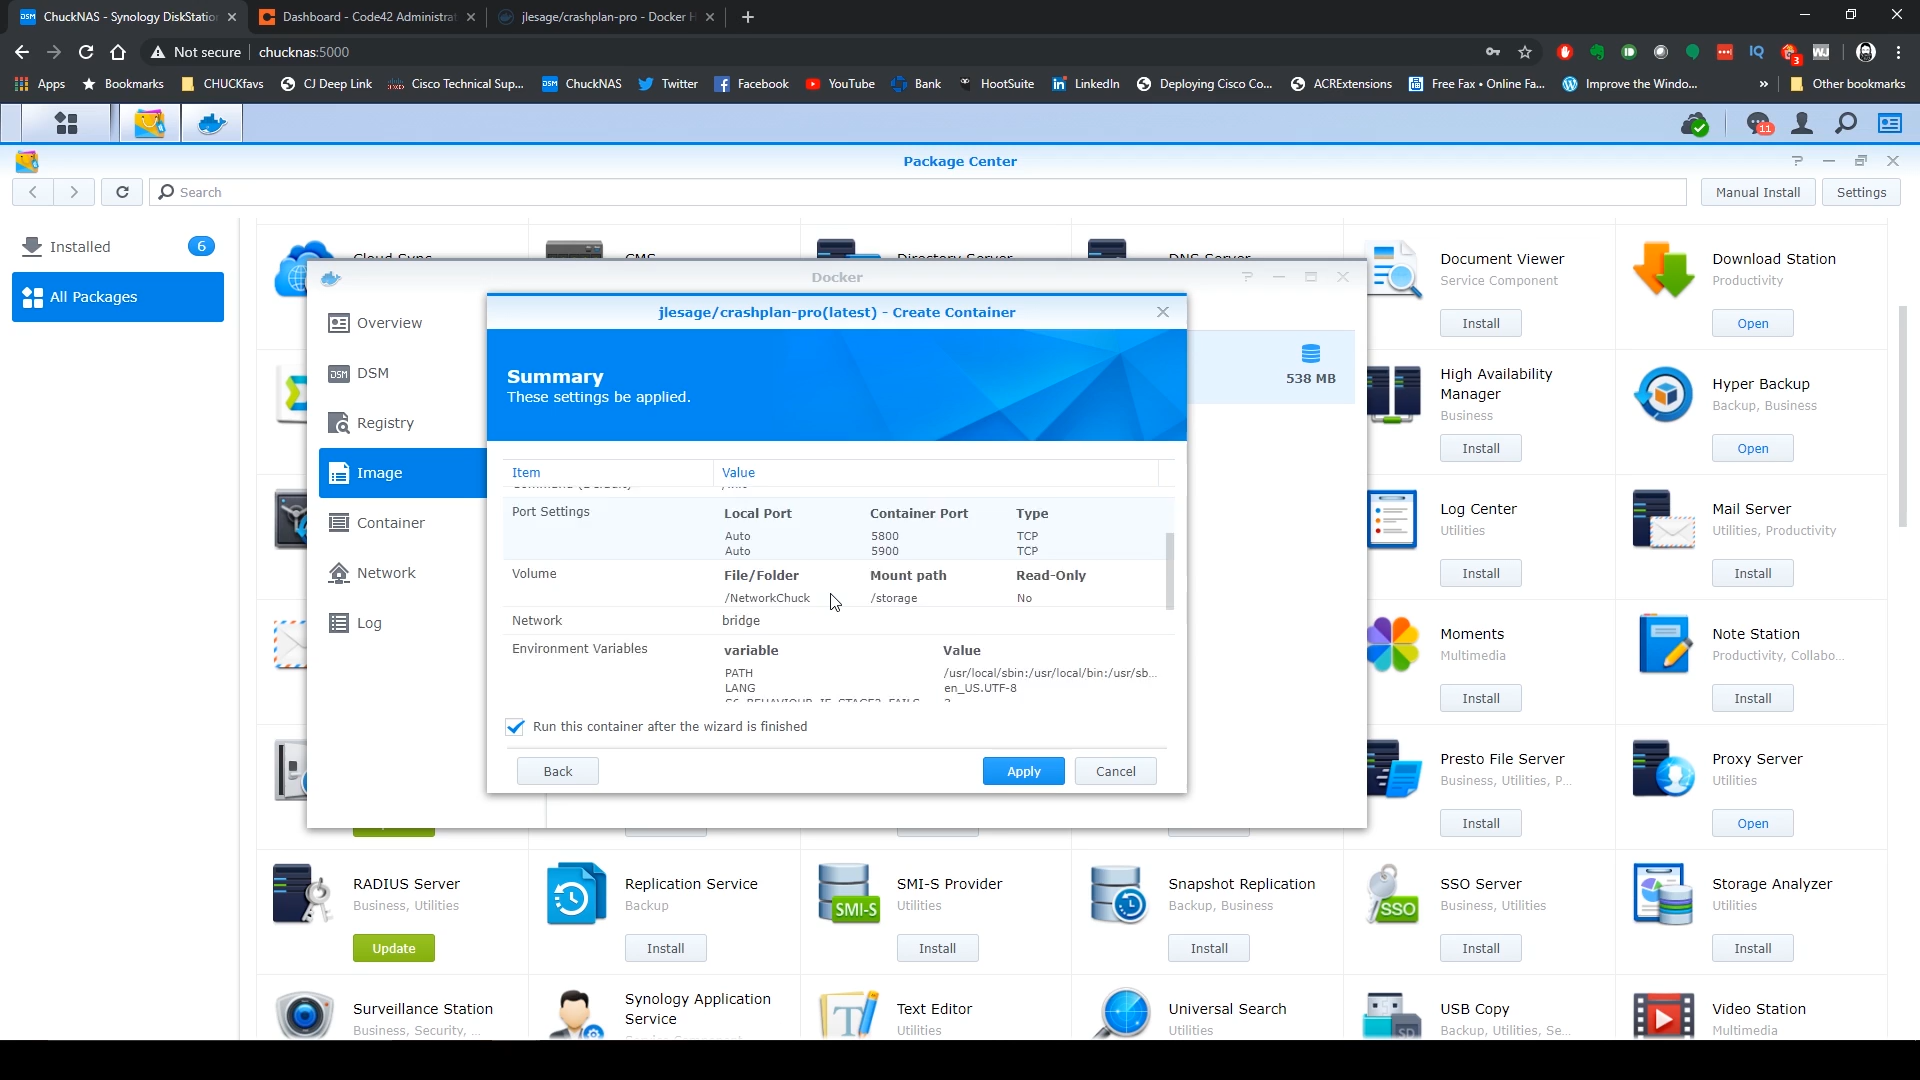 ChuckNAS - Synology DiskStation
Dashboard - Code42 Administrat
jlesage/crashplan-pro - Docker H
Not secure
chucknas:5000
3
Apps
Bookmarks
CHUCKfavs
CJ Deep Link
Cisco Technical Sup...
ChuckNAS
Twitter
Facebook
YouTube
Bank
HootSuite
LinkedIn
Deploying Cisco Co...
ACRExtensions
Free Fax • Online Fa...
Improve the Windo...
»
Other bookmarks
11
Package Center
Search
Manual Install
Settings
Installed
6
All Packages
Docker
Overview
DSM
Registry
Image
Container
Network
Log
538 MB
jlesage/crashplan-pro(latest) - Create Container
Summary
These settings be applied.
Item
Value
Port Settings
Local Port
Container Port
Type
Auto
5800
TCP
Auto
5900
TCP
Volume
File/Folder
Mount path
Read-Only
/NetworkChuck
/storage
No
Network
bridge
Environment Variables
variable
Value
PATH
/usr/local/sbin:/usr/local/bin:/usr/sb...
LANG
en_US.UTF-8
Run this container after the wizard is finished
Back
Apply
Cancel
Document Viewer
Service Component
Install
Download Station
Productivity
Open
High Availability
Manager
Business
Install
Hyper Backup
Backup, Business
Open
Log Center
Utilities
Install
Mail Server
Utilities, Productivity
Install
Moments
Multimedia
Install
Note Station
Productivity, Collabo...
Install
Presto File Server
Business, Utilities, P...
Install
Proxy Server
Utilities
Open
RADIUS Server
Business, Utilities
Update
Replication Service
Backup
Install
SMI-S
SMI-S Provider
Utilities
Install
Snapshot Replication
Backup, Business
Install
SSO
SSO Server
Business, Utilities
Install
Storage Analyzer
Utilities
Install
Surveillance Station
Business, Security, ...
Synology Application
Service
Text Editor
Utilities
Universal Search
Utilities
USB Copy
Backup, Utilities, Se...
Video Station
Multimedia